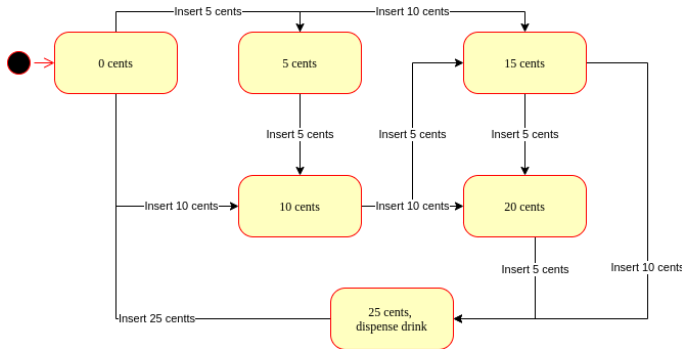 Insert 5 cents
Insert 10 cents
0 cents
5 cents
15 cents
Insert 5 cents
Insert 5 cents
Insert 5 cents
Insert 10 cents
10 cents
Insert 10 cents
20 cents
Insert 5 cents
Insert 10 cents
Insert 25 centts
25 cents,
dispense drink